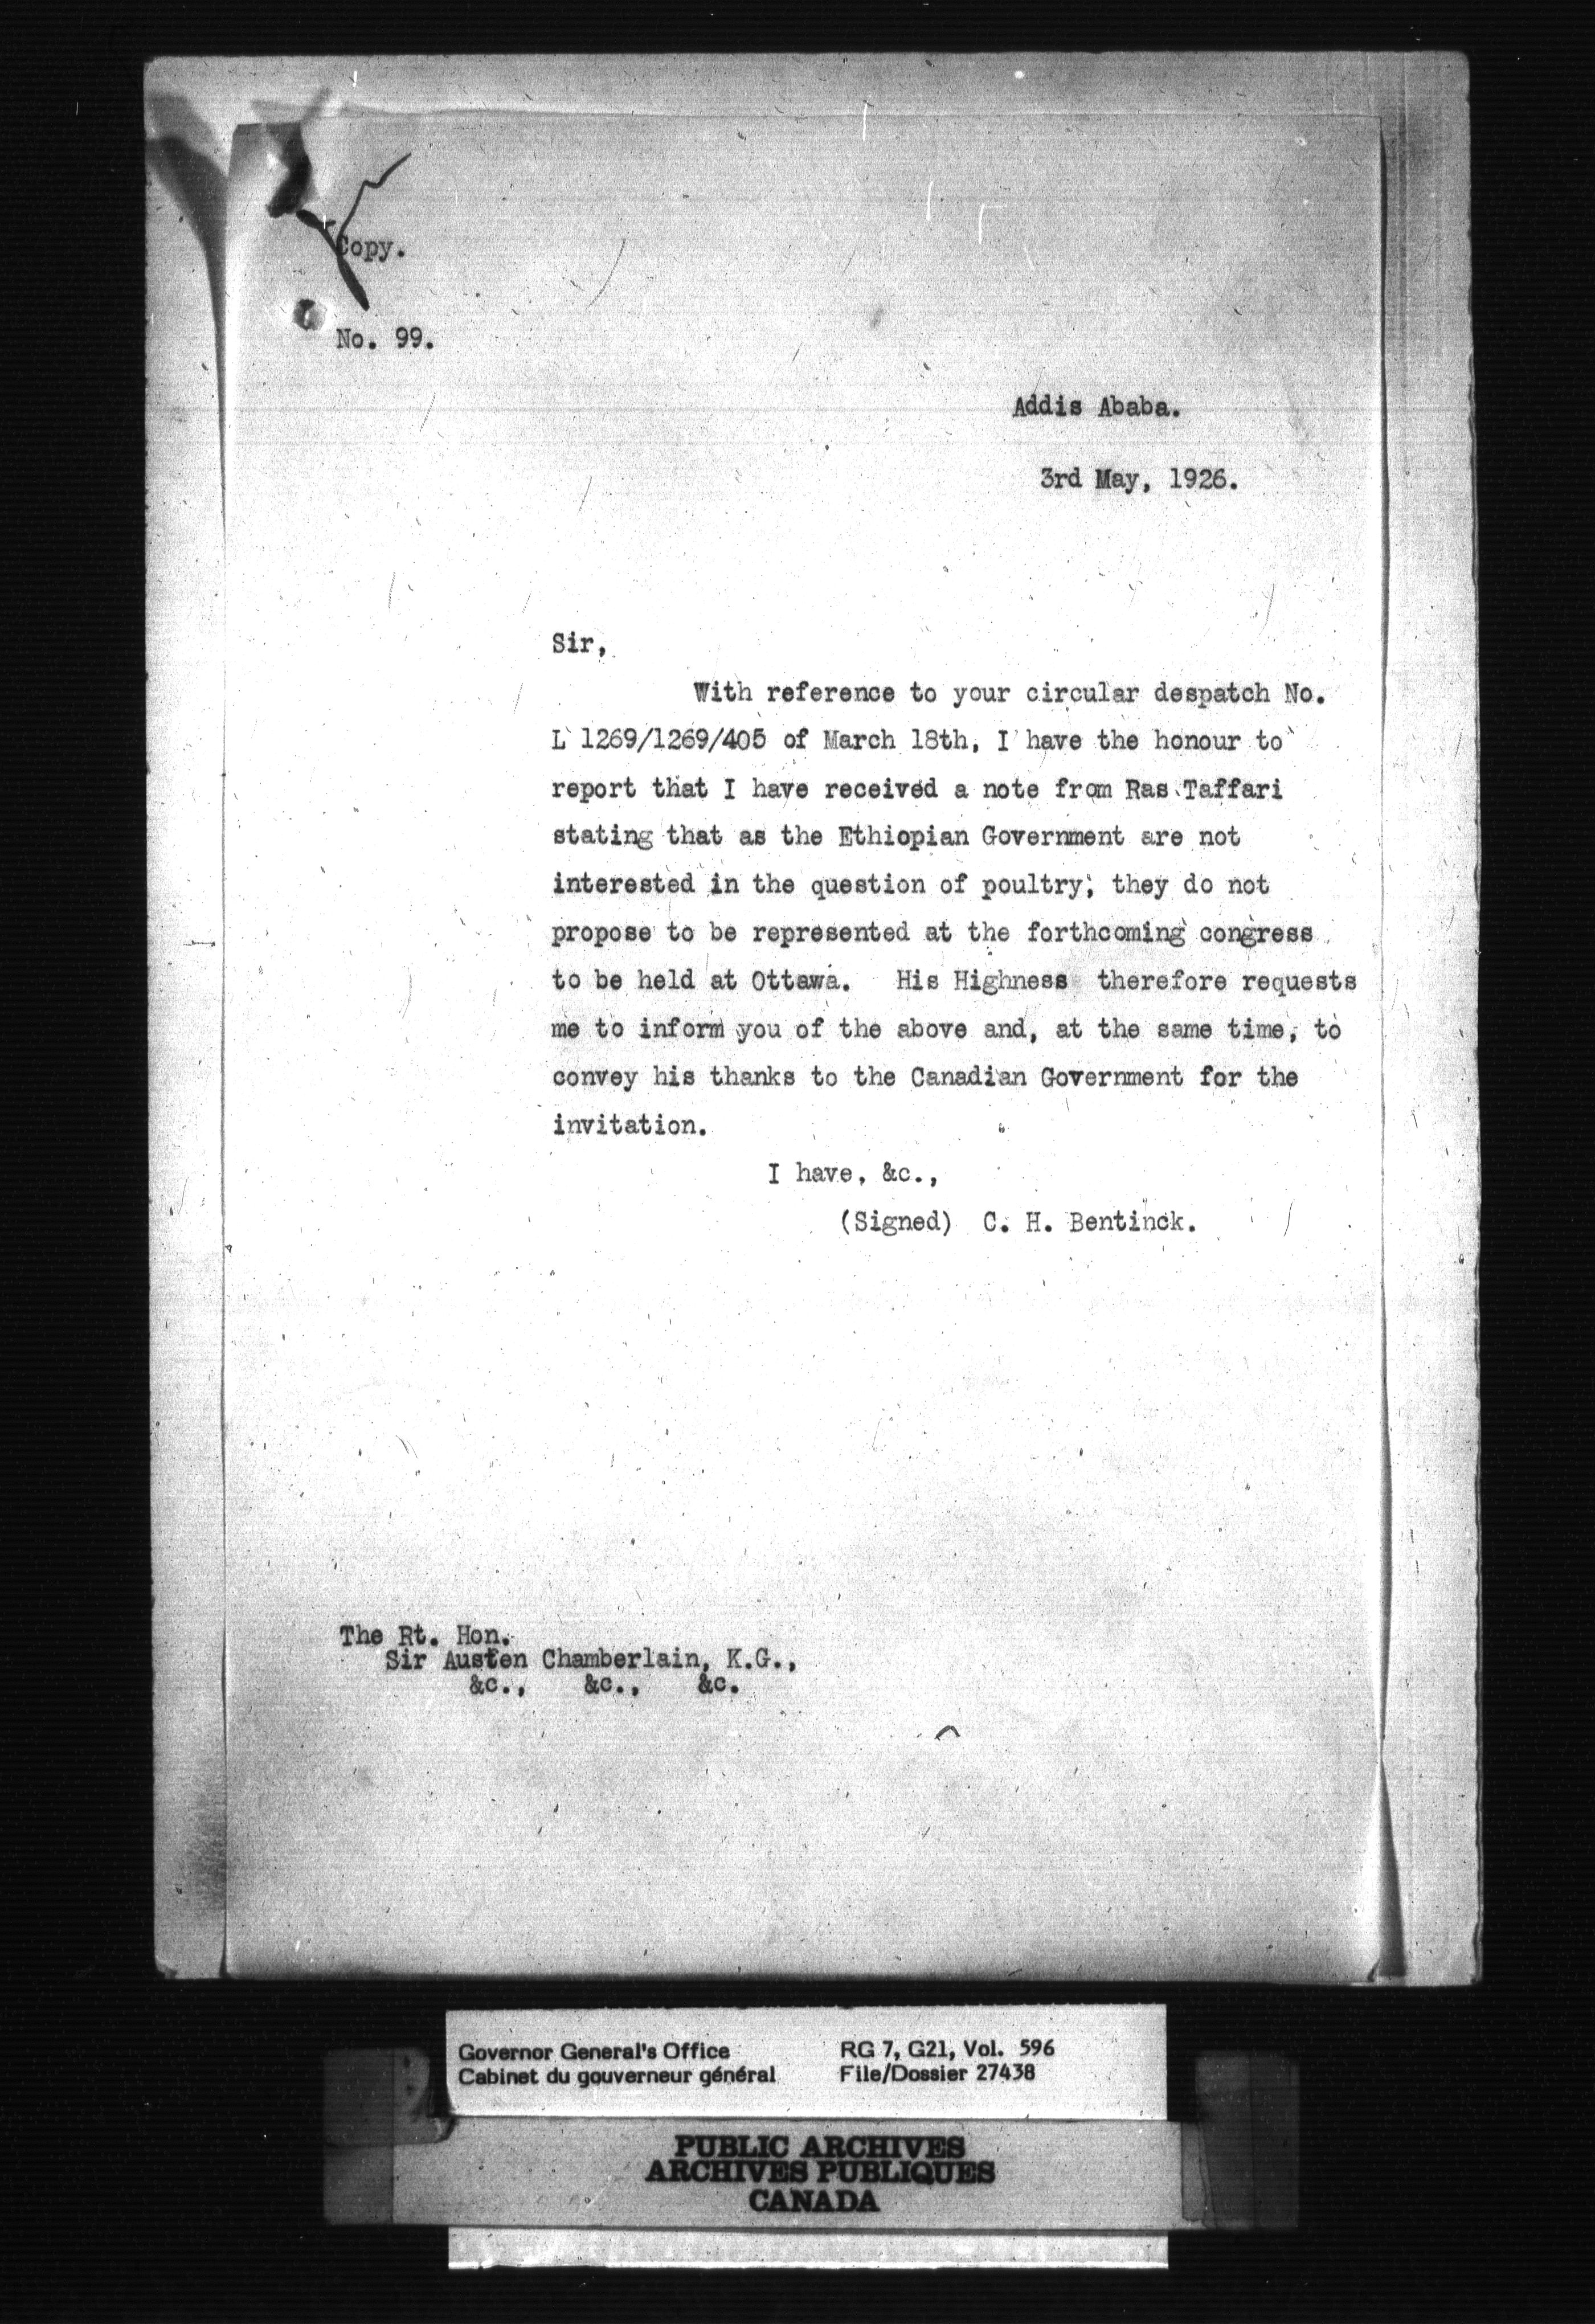 Copy.
No. 99.
Addis Ababa.
3rd May, 1926.
Sir,
With reference to your circular despatch No.
L 1269/1269/405 of March 18th, I have the honour to
report that I have received a note from Ras Taffari
stating that as the Ethiopian Government are not
interested in the question of poultry, they do not
propose to be represented at the forthcoming congress
to be held at Ottawa. His Highness therefore requests
me to inform you of the above and, at the same time, to
convey his thanks to the Canadian Government for the
invitation.
I have, &c.,
(Signed) C. H. Bentinck.
The Rt. Hon.
Sir Austen Chamberlain, K.G.,
&c., &c., &c.
Governor General's Office RG 7, G21, Vol. 596
Cabinet du gouverneur général File/Dossier 27438
PUBLIC ARCHIVES
ARCHIVES PUBLIQUES
CANADA